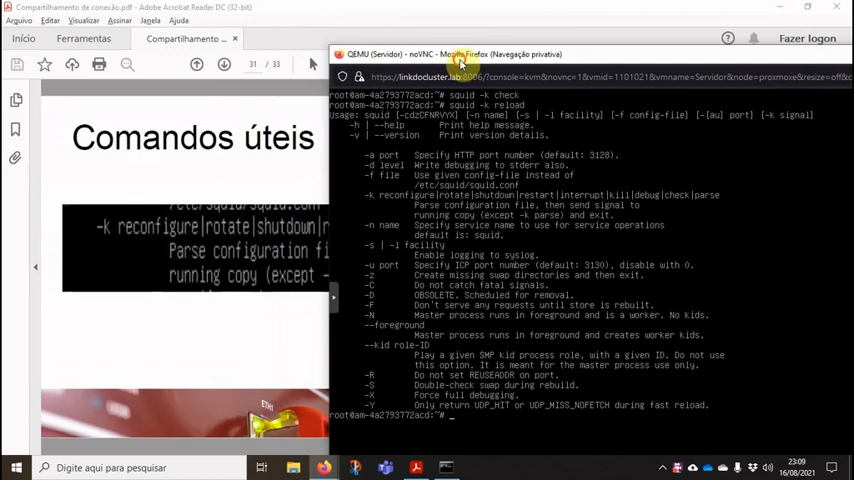 Compartilhamento de conexão.pdf - Adobe Acrobat Reader DC (32-bit)
Arquivo Editar Visualizar Assinar Janela Ajuda
Início Ferramentas Compartilhamento ... × Fazer logon
31 / 33
Comandos úteis
/etc/squid/squid.conf
-k reconfigure|rotate|shutdown|r
Parse configuration fi
running copy (except -
ETH1
QEMU (Servidor) - noVNC - Mozilla Firefox (Navegação privativa)
https://linkdocluster.lab:8006/?console=kvm&novnc=1&vmid=1101021&vmname=Servidor&node=proxmoxe&resize=off&c
root@am-4a2793772acd:~# squid -k check
root@am-4a2793772acd:~# squid -k reload
Usage: squid [-cdzCFNRVYX] [-n name] [-s | -l facility] [-f config-file] [-[au] port] [-k signal]
-h | --help Print help message.
-v | --version Print version details.
-a port Specify HTTP port number (default: 3128).
-d level Write debugging to stderr also.
-f file Use given config-file instead of
/etc/squid/squid.conf
-k reconfigure|rotate|shutdown|restart|interrupt|kill|debug|check|parse
Parse configuration file, then send signal to
running copy (except -k parse) and exit.
-n name Specify service name to use for service operations
default is: squid.
-s | -l facility
Enable logging to syslog.
-u port Specify ICP port number (default: 3130), disable with 0.
-z Create missing swap directories and then exit.
-C Do not catch fatal signals.
-D OBSOLETE. Scheduled for removal.
-F Don't serve any requests until store is rebuilt.
-N Master process runs in foreground and is a worker. No kids.
--foreground
Master process runs in foreground and creates worker kids.
--kid role-ID
Play a given SMP kid process role, with a given ID. Do not use
this option. It is meant for the master process use only.
-R Do not set REUSEADDR on port.
-S Double-check swap during rebuild.
-X Force full debugging.
-Y Only return UDP_HIT or UDP_MISS_NOFETCH during fast reload.
root@am-4a2793772acd:~# _
Digite aqui para pesquisar
23:09
16/08/2021